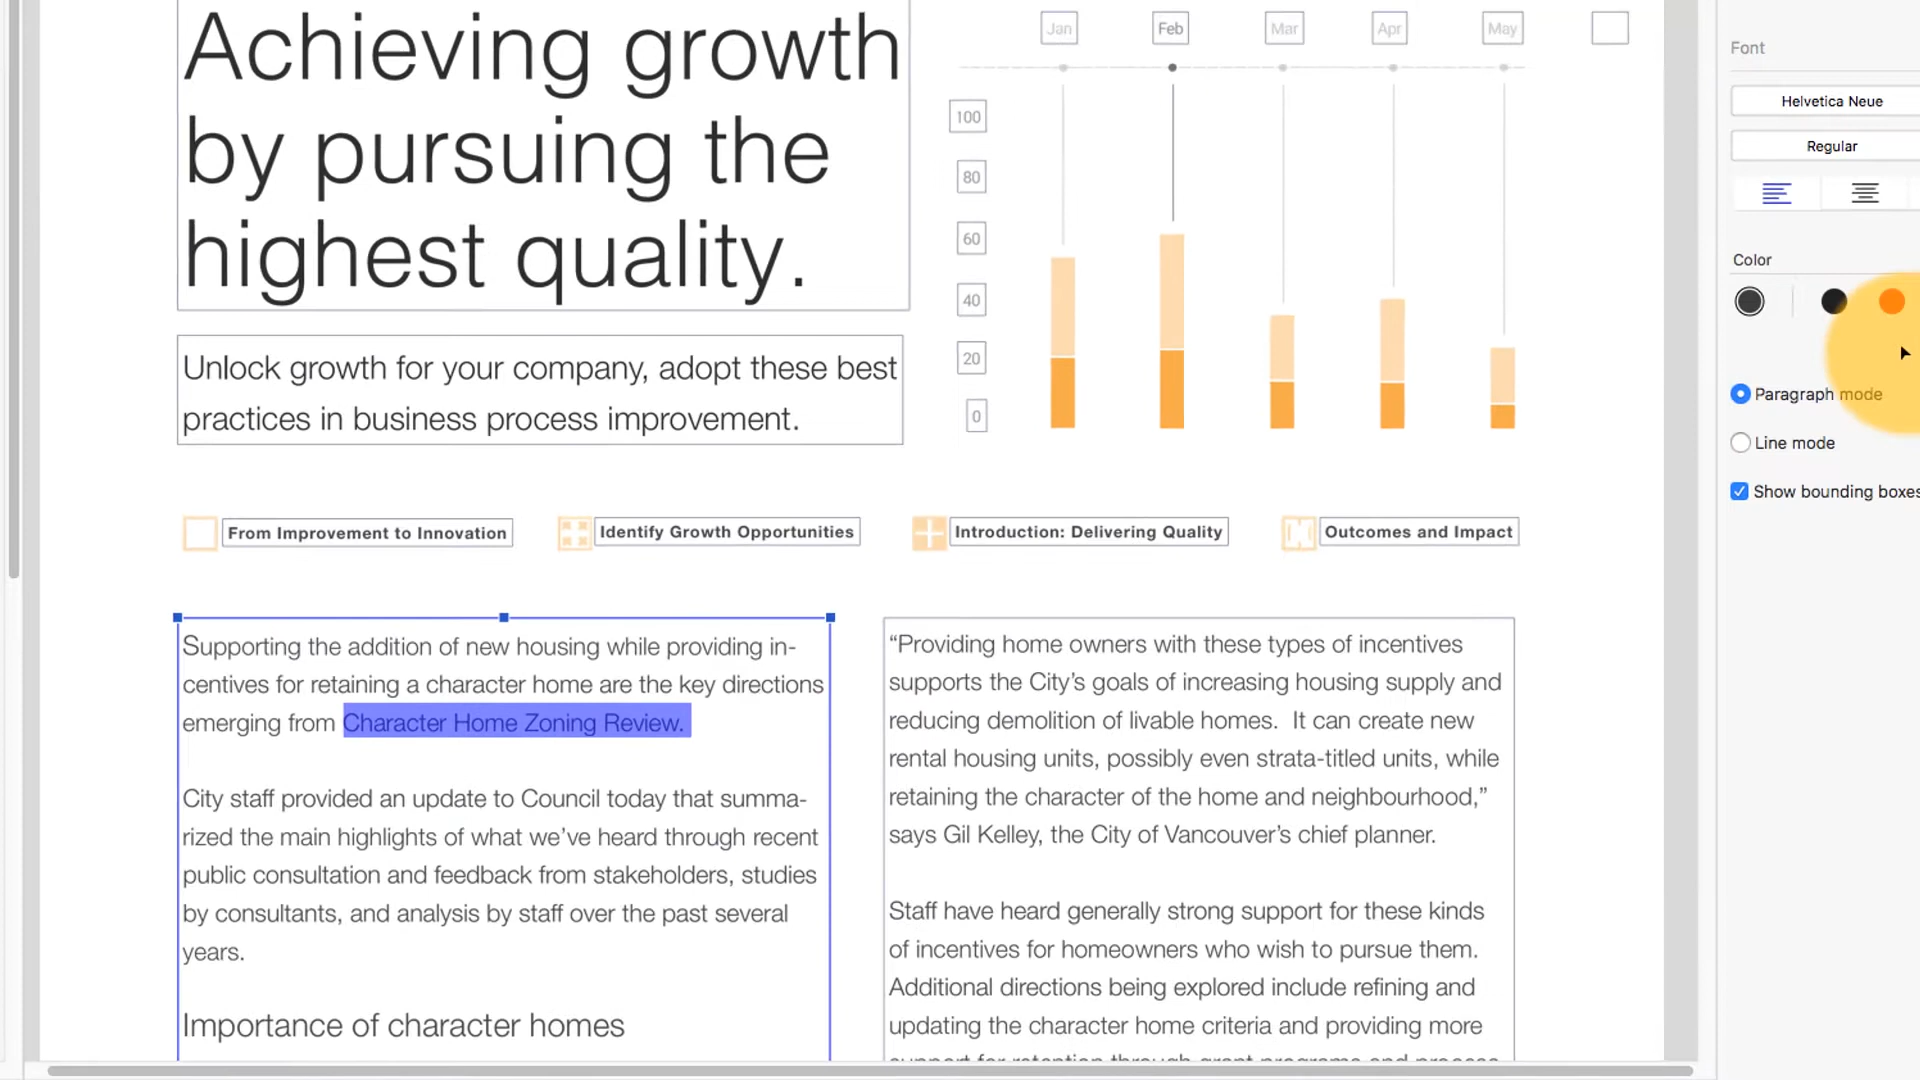 Achieving growth
by pursuing the
highest quality.
Unlock growth for your company, adopt these best
practices in business process improvement.
Jan
Feb
Mar
Apr
May
100
80
60
40
20
0
From Improvement to Innovation
Identify Growth Opportunities
Introduction: Delivering Quality
Outcomes and Impact
Supporting the addition of new housing while providing in-
centives for retaining a character home are the key directions
emerging from Character Home Zoning Review.
City staff provided an update to Council today that summa-
rized the main highlights of what we’ve heard through recent
public consultation and feedback from stakeholders, studies
by consultants, and analysis by staff over the past several
years.
Importance of character homes
“Providing home owners with these types of incentives
supports the City’s goals of increasing housing supply and
reducing demolition of livable homes.  It can create new
rental housing units, possibly even strata-titled units, while
retaining the character of the home and neighbourhood,”
says Gil Kelley, the City of Vancouver’s chief planner.
Staff have heard generally strong support for these kinds
of incentives for homeowners who wish to pursue them.
Additional directions being explored include refining and
updating the character home criteria and providing more
support for retention through grant programs and process
Font
Helvetica Neue
Regular
Color
Paragraph mode
Line mode
Show bounding boxes